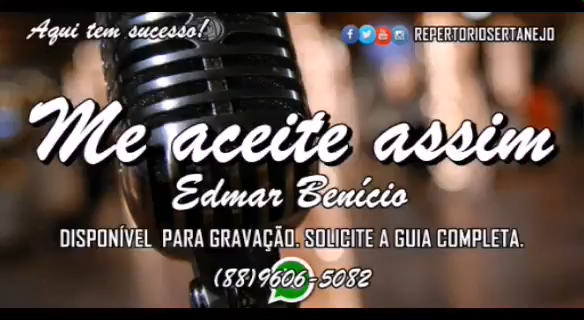 Aqui tem sucesso!
REPERTORIOSERTANEJO
Me aceite assim
Edmar Benício
DISPONÍVEL PARA GRAVAÇÃO. SOLICITE A GUIA COMPLETA.
(88)9606-5082